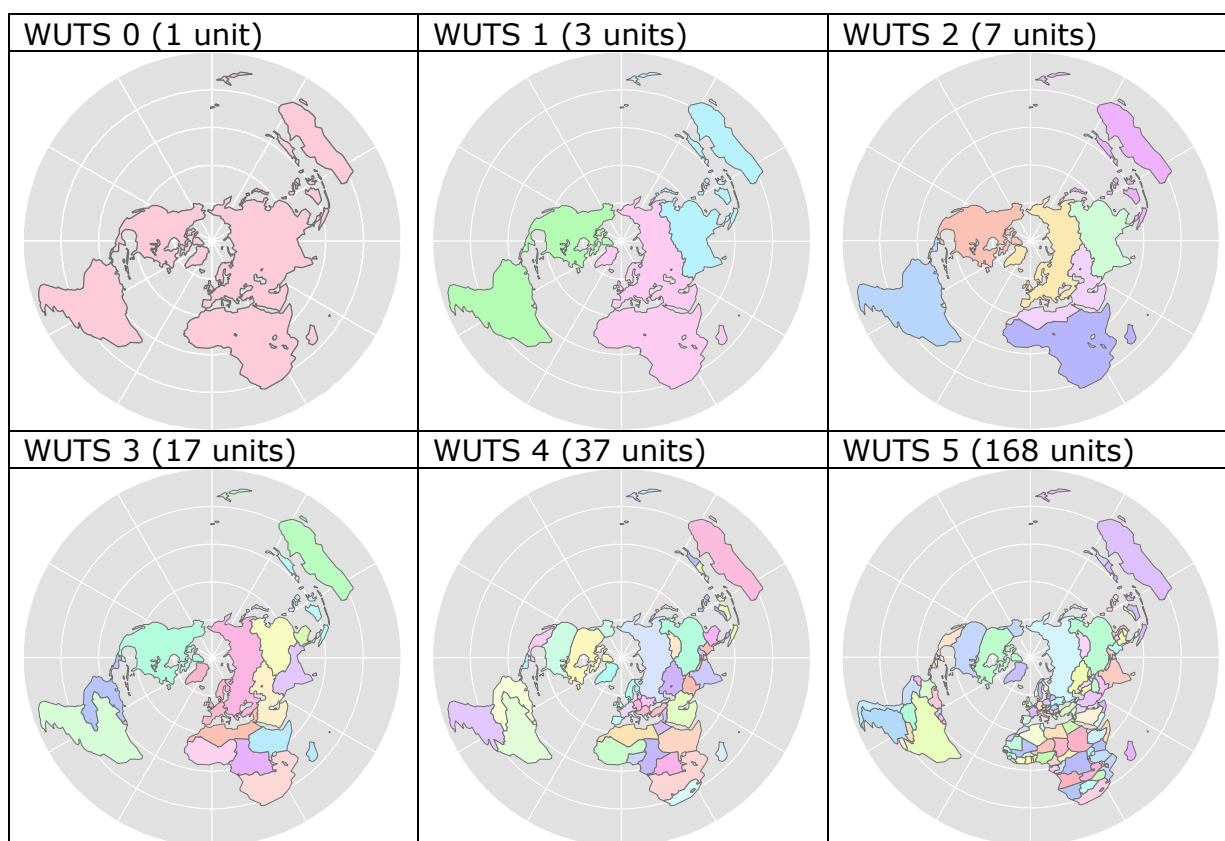 WUTS 0 (1 unit)
WUTS 1 (3 units)
WUTS 2 (7 units)
WUTS 3 (17 units)
WUTS 4 (37 units)
WUTS 5 (168 units)